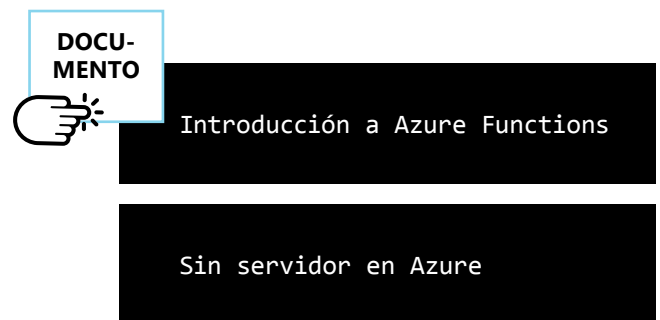 DOCU-
MENTO
Introducción a Azure Functions
Sin servidor en Azure